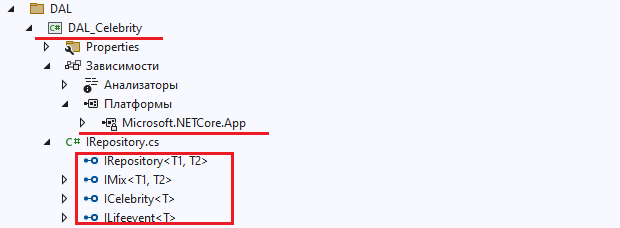 DAL
DAL_Celebrity
Properties
Зависимости
Анализаторы
Платформы
Microsoft.NETCore.App
C# IRepository.cs
IRepository<T1, T2>
IMix<T1, T2>
ICelebrity<T>
ILifeevent<T>